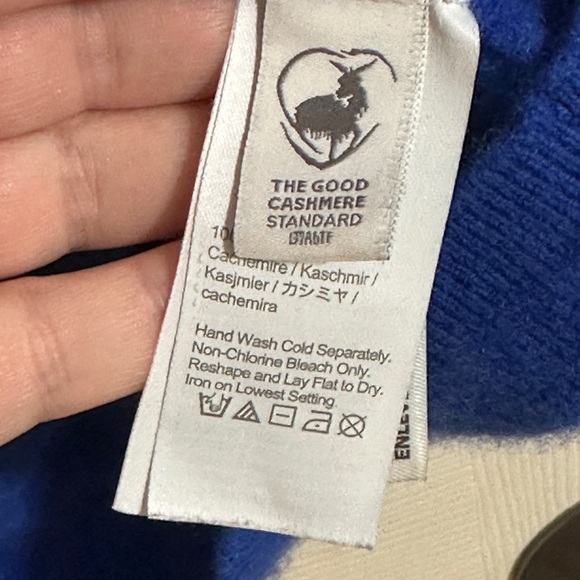 THE GOOD
CASHMERE
STANDARD
Cachemire / Kaschmir /
Kasjmier / カシミヤ /
cachemira
Hand Wash Cold Separately.
Non-Chlorine Bleach Only.
Reshape and Lay Flat to Dry.
Iron on Lowest Setting